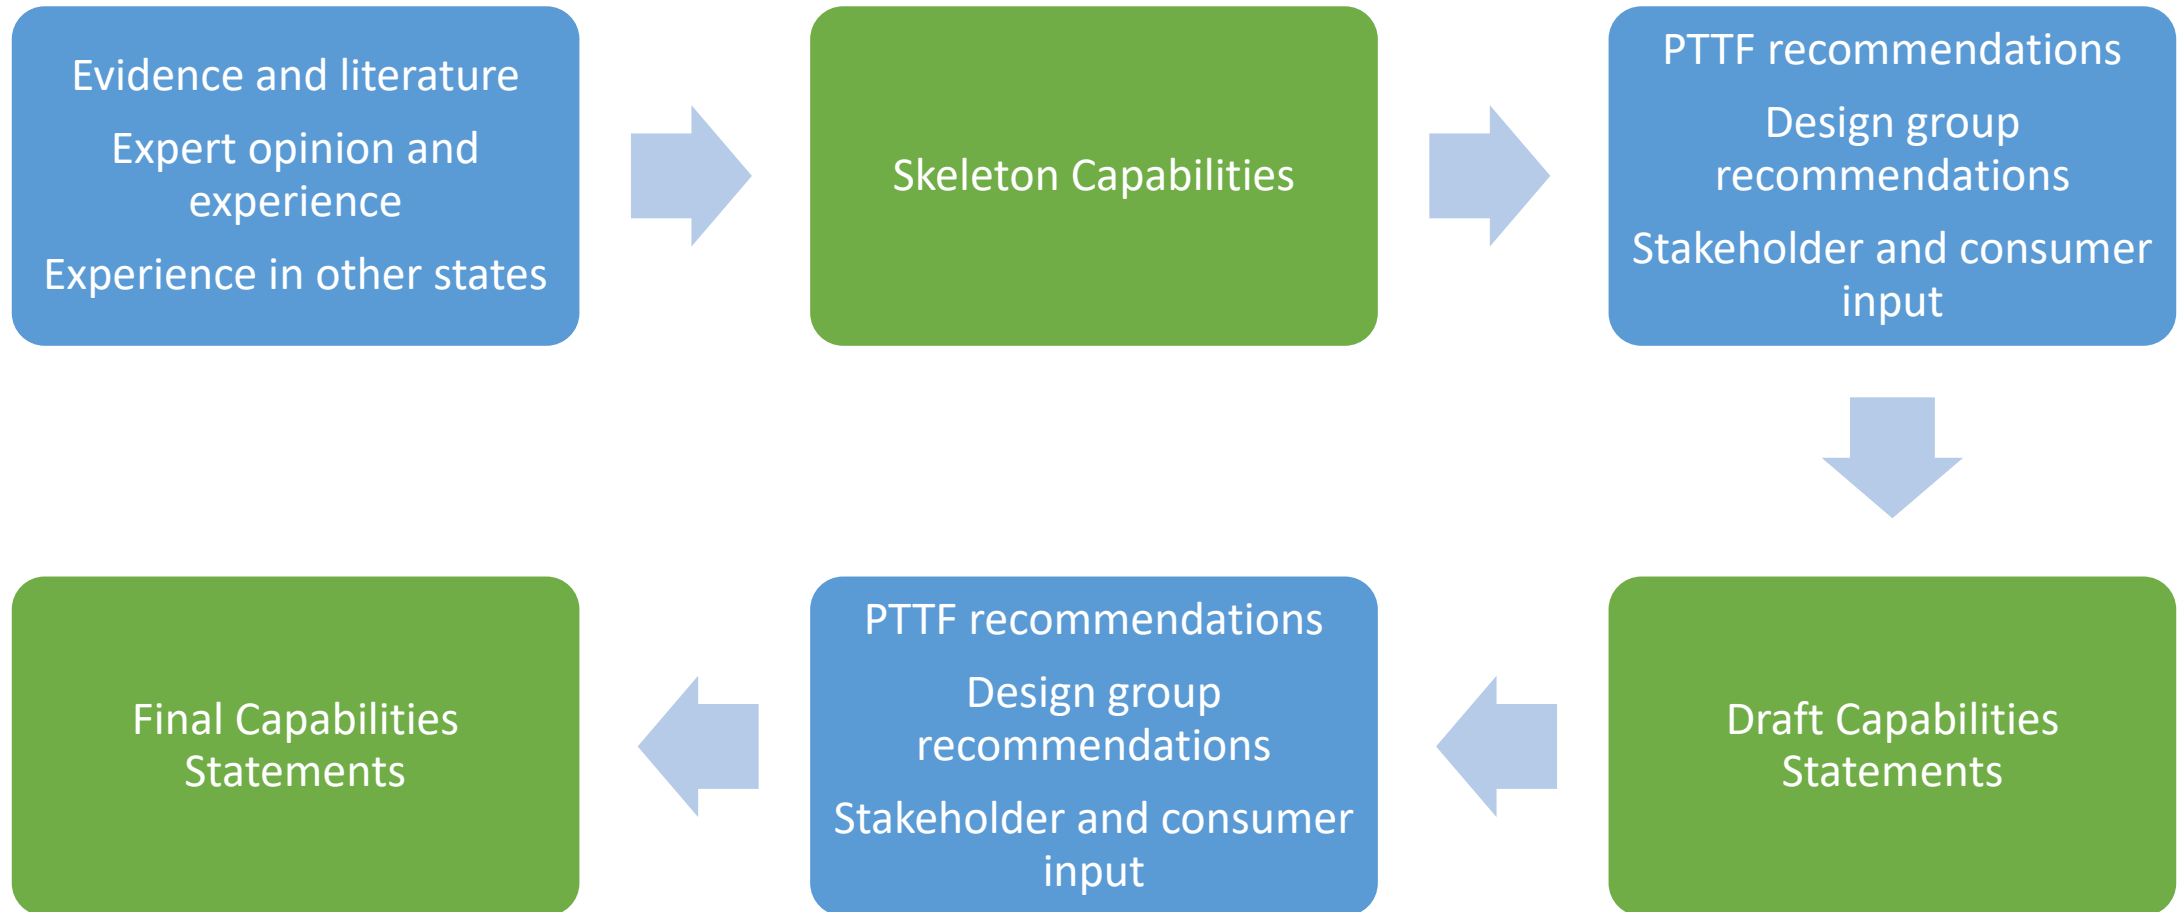 Evidence and literature
Expert opinion and
experience
Experience in other states
Skeleton Capabilities
PTTF recommendations
Design group
recommendations
Stakeholder and consumer
input
Draft Capabilities
Statements
PTTF recommendations
Design group
recommendations
Stakeholder and consumer
input
Final Capabilities
Statements